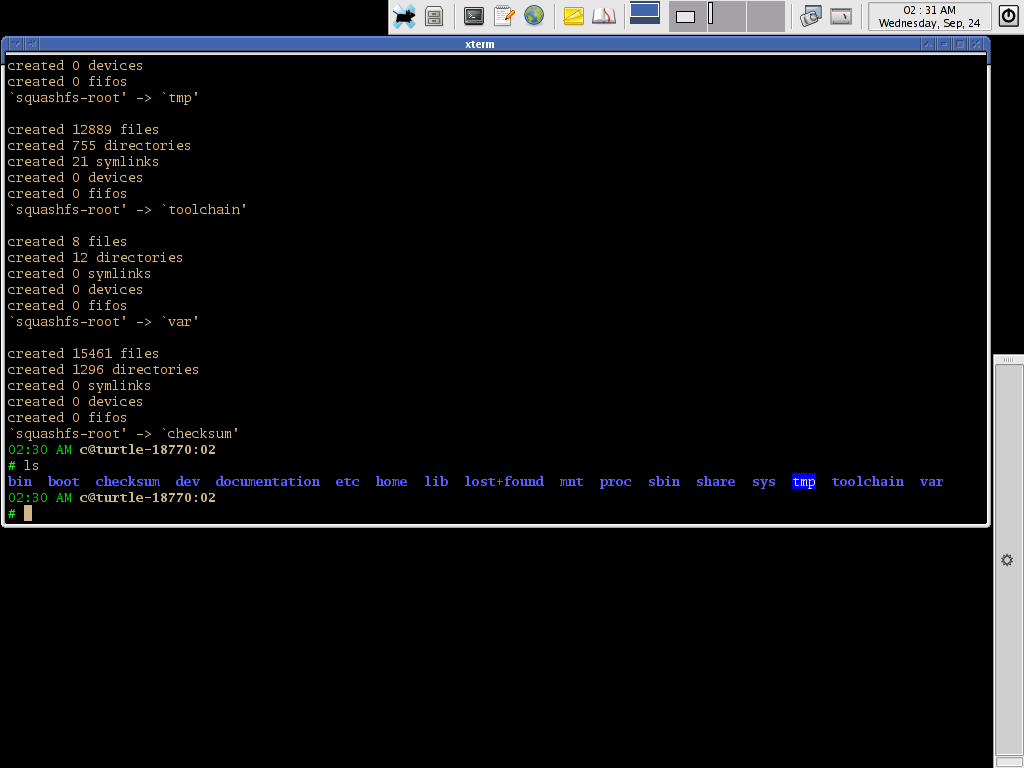 02 : 31 AM
Wednesday, Sep, 24
xterm
created 0 devices
created 0 fifos
`squashfs-root' -> `tmp'
created 12889 files
created 755 directories
created 21 symlinks
created 0 devices
created 0 fifos
`squashfs-root' -> `toolchain'
created 8 files
created 12 directories
created 0 symlinks
created 0 devices
created 0 fifos
`squashfs-root' -> `var'
created 15461 files
created 1296 directories
created 0 symlinks
created 0 devices
created 0 fifos
`squashfs-root' -> `checksum'
02:30 AM c@turtle-18770:02
# ls
bin boot checksum dev documentation etc home lib lost+found mnt proc sbin share sys tmp toolchain var
02:30 AM c@turtle-18770:02
#